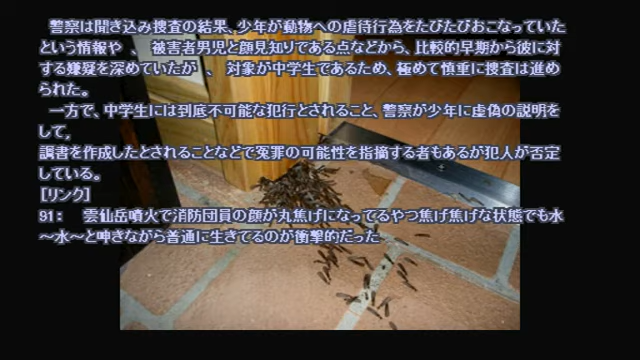 警察は聞き込み捜査の結果、少年が動物への虐待行為をたびたびおこなっていた
という情報や 、 被害者男児と顔見知りである点などから、比較的早期から彼に対
する嫌疑を深めていたが 、 対象が中学生であるため、極めて慎重に捜査は進め
られた。
一方で、中学生には到底不可能な犯行とされること、警察が少年に虚偽の説明を
して,
調書を作成したとされることなどで冤罪の可能性を指摘する者もあるが犯人が否定
している。
[リンク]
91: 雲仙岳噴火で消防団員の顔が丸焦げになってるやつ焦げ焦げな状態でも水
～水～と呻きながら普通に生きてるのが衝撃的だった